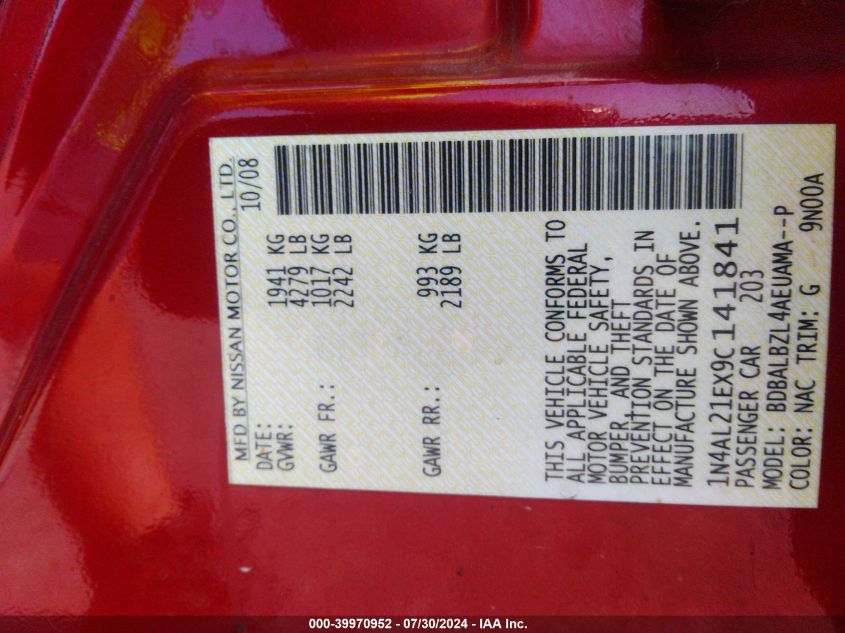 MFD BY NISSAN MOTOR CO., LTD.
DATE: 10/08
GVWR: 1941 KG
4279 LB
GAWR FR.: 1017 KG
2242 LB
GAWR RR.: 993 KG
2189 LB
THIS VEHICLE CONFORMS TO
ALL APPLICABLE FEDERAL
MOTOR VEHICLE SAFETY,
BUMPER, AND THEFT
PREVENTION STANDARDS IN
EFFECT ON THE DATE OF
MANUFACTURE SHOWN ABOVE.
1N4AL21EX9C141841
PASSENGER CAR 203
MODEL: BDBALBZL4AEUAMA--P
COLOR: NAC TRIM: G 9N00A
000-39970952 / 07/30/2024 - IAA Inc.